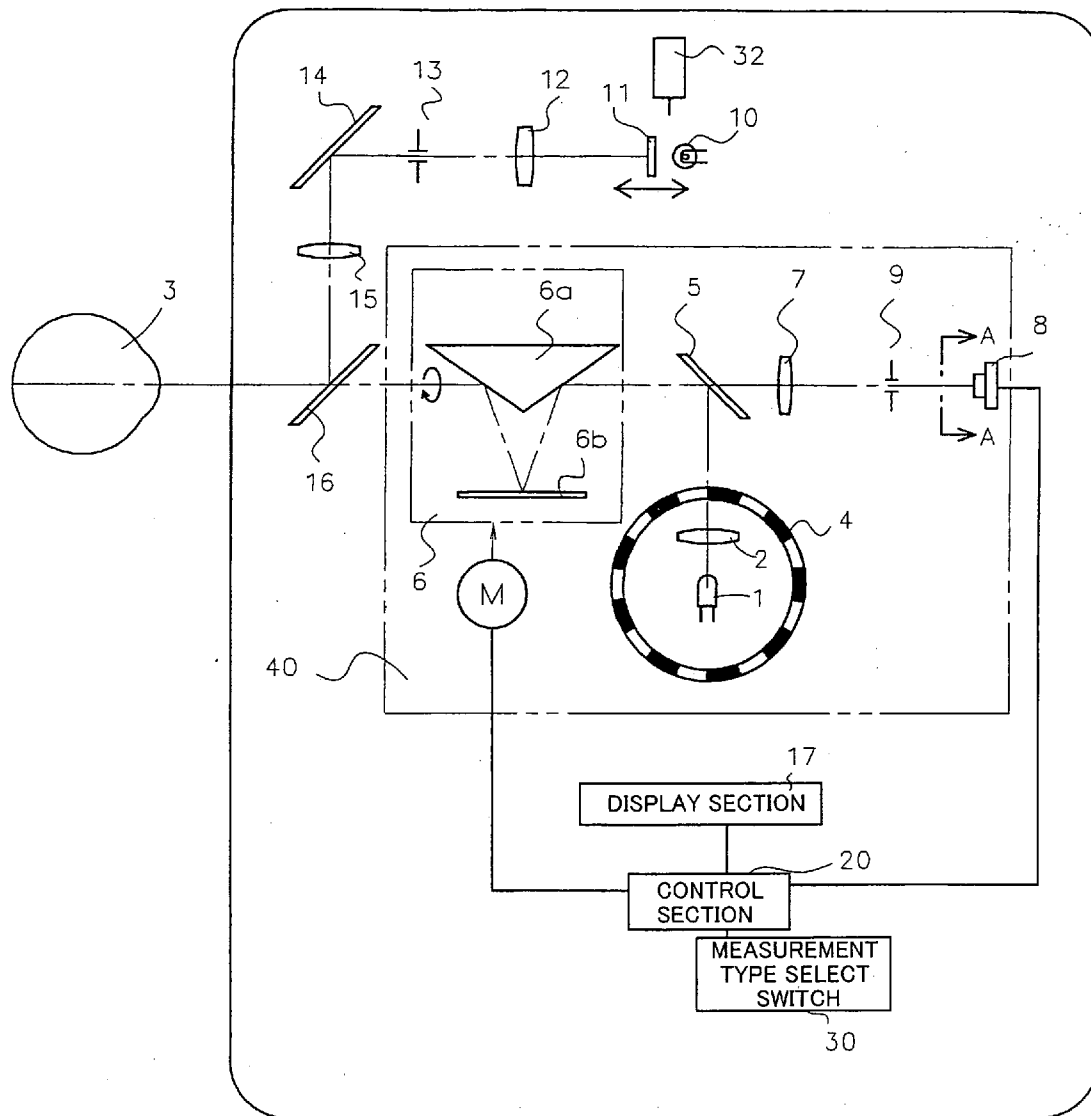 32
13
14
12
11
10
15
3
6a
5
7
9
8
A
A
16
6b
4
2
6
1
M
40
17
DISPLAY SECTION
20
CONTROL
SECTION
MEASUREMENT
TYPE SELECT
SWITCH
30